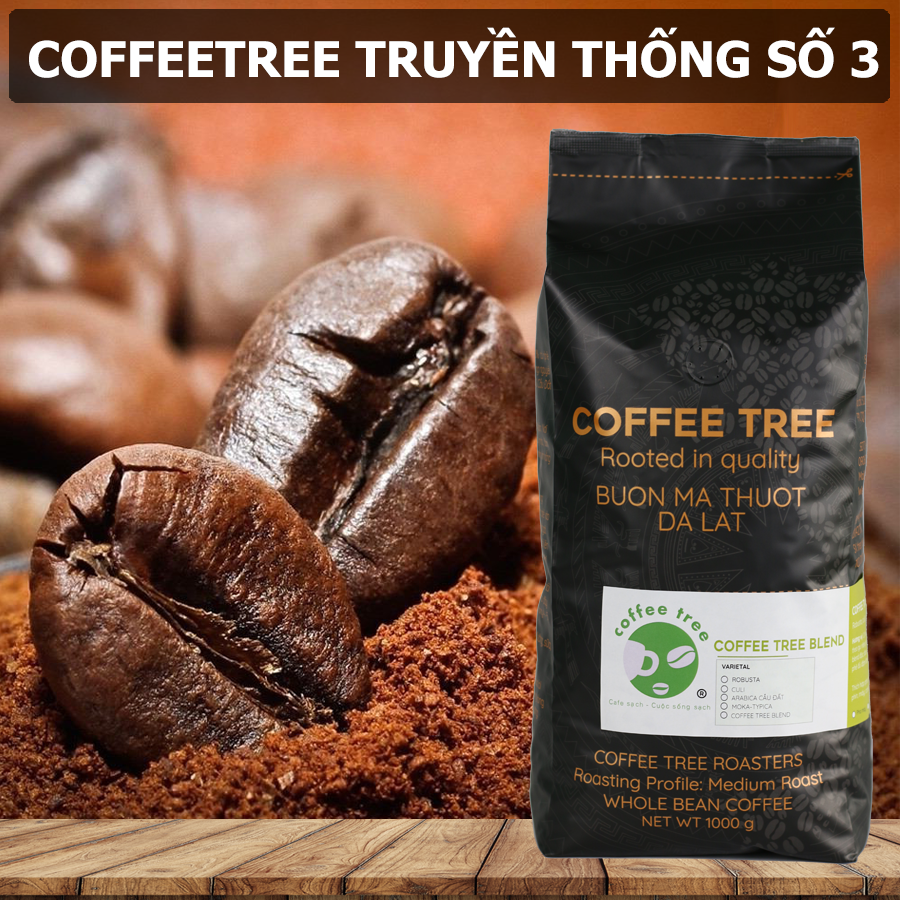 COFFEETREE TRUYỀN THỐNG SỐ 3
COFFEE TREE
Rooted in quality
BUON MA THUOT
DA LAT
coffee tree
COFFEE TREE BLEND
VARIETAL
ROBUSTA
CULI
ARABICA CẦU ĐẤT
MOKA-TYPICA
COFFEE TREE BLEND
®
Cafe sạch - Cuộc sống sạch
COFFEE TREE ROASTERS
Roasting Profile: Medium Roast
WHOLE BEAN COFFEE
NET WT 1000 g